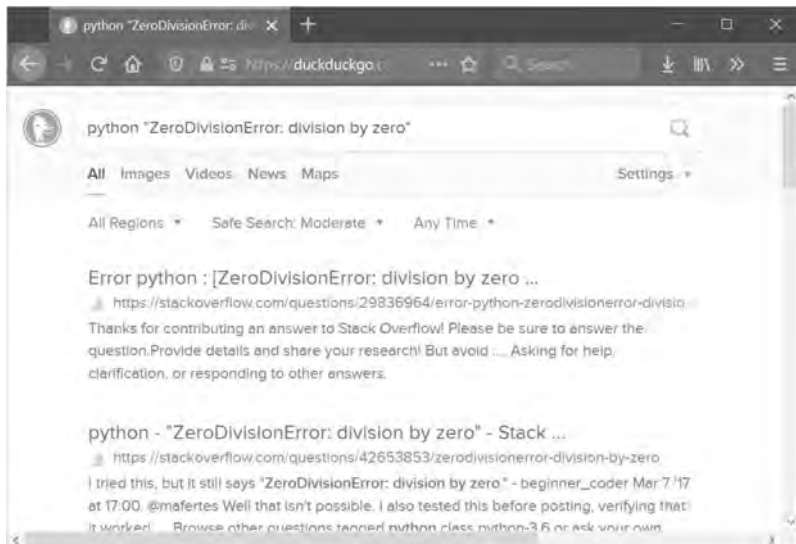 python "ZeroDivisionError: di
https://duckduckgo.c
Search
python "ZeroDivisionError: division by zero"
All Images Videos News Maps Settings
All Regions Safe Search: Moderate Any Time
Error python : [ZeroDivisionError: division by zero ...
https://stackoverflow.com/questions/29836964/error-python-zerodivisionerror-divisio
Thanks for contributing an answer to Stack Overflow! Please be sure to answer the
question.Provide details and share your research! But avoid .... Asking for help,
clarification, or responding to other answers.
python - "ZeroDivisionError: division by zero" - Stack ...
https://stackoverflow.com/questions/42653853/zerodivisionerror-division-by-zero
I tried this, but it still says "ZeroDivisionError: division by zero." - beginner_coder Mar 7 '17
at 17:00. @mafertes Well that isn't possible. I also tested this before posting, verifying that
it worked. ... Browse other questions tagged python class python-3.6 or ask your own